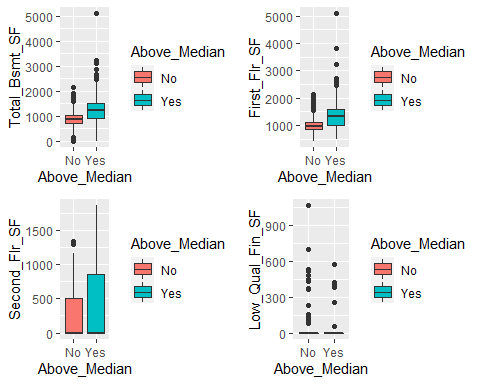 Total_Bsmt_SF
5000
4000
3000
2000
1000
0
No Yes
Above_Median
Above_Median
No
Yes
First_Flr_SF
5000
4000
3000
2000
1000
No Yes
Above_Median
Above_Median
No
Yes
Second_Flr_SF
1500
1000
500
0
No Yes
Above_Median
Above_Median
No
Yes
Low_Qual_Fin_SF
900
600
300
0
No Yes
Above_Median
Above_Median
No
Yes